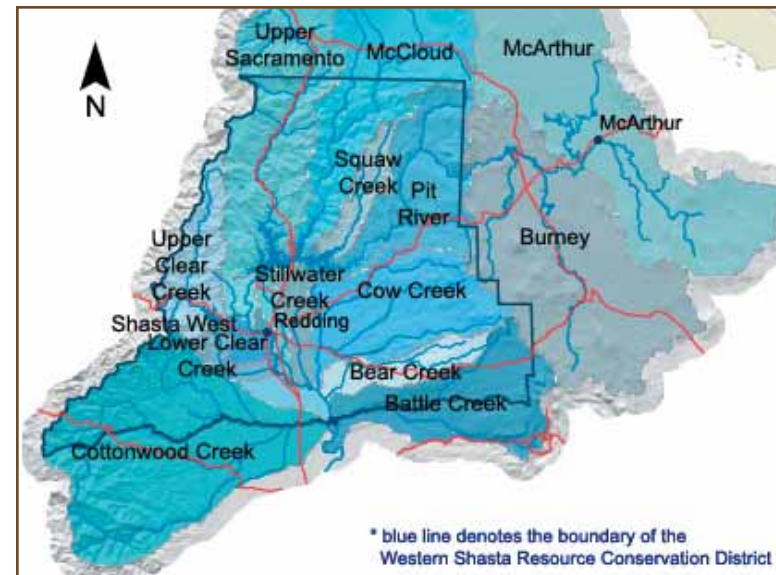 Upper
Sacramento
McCloud
McArthur
N
McArthur
Squaw
Creek
Pit
River
Upper
Clear
Creek
Burney
Stillwater
Creek
Cow Creek
Redding
Shasta West
Lower Clear
Creek
Bear Creek
Battle Creek
Cottonwood Creek
* blue line denotes the boundary of the
Western Shasta Resource Conservation District